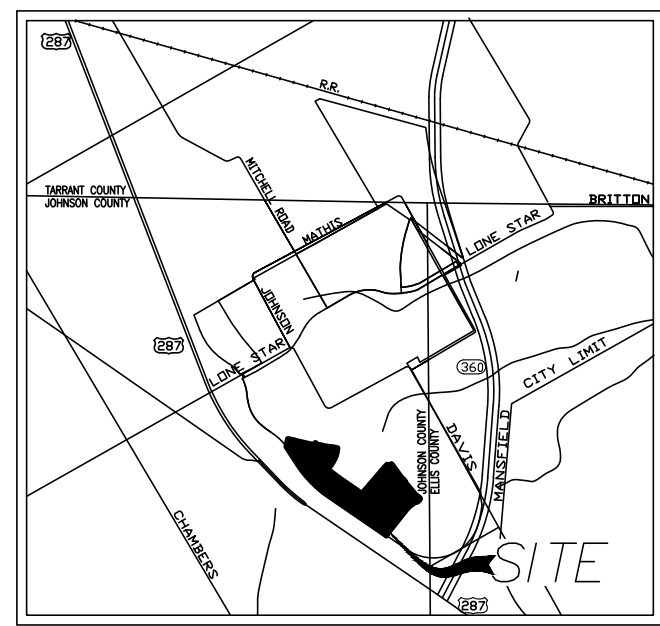 287
R.R.
TARRANT COUNTY
JOHNSON COUNTY
MITCHELL ROAD
BRITTON
MATHIS
LONE STAR
JOHNSON
287
LONE STAR
360
CITY LIMIT
MANSFIELD
JOHNSON COUNTY
ELLIS COUNTY
DAVIS
CHAMBERS
SITE
287